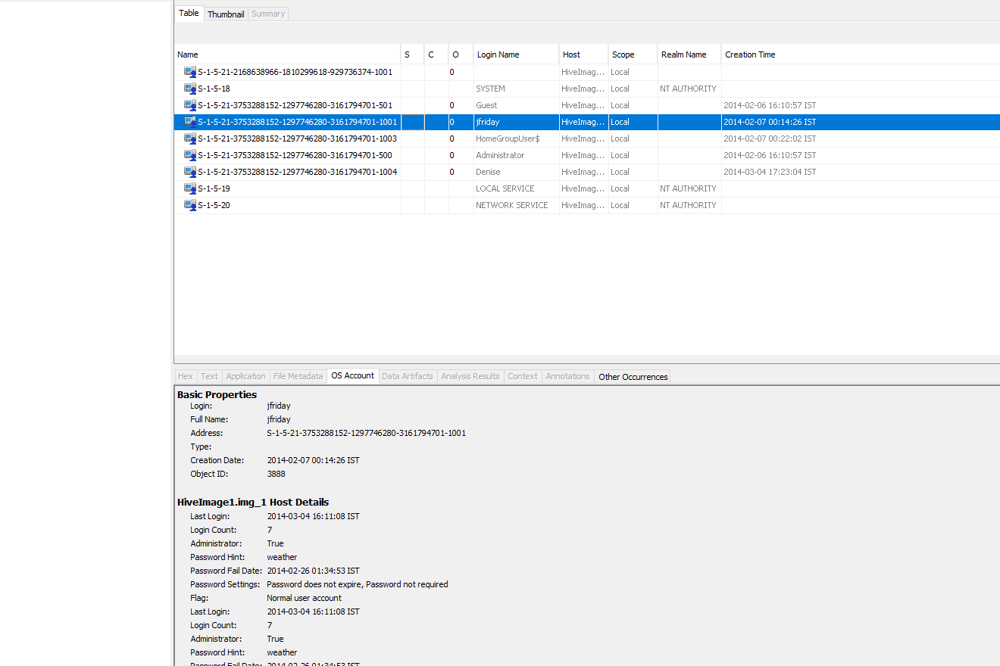 Table Thumbnail Summary
Name S C O Login Name Host Scope Realm Name Creation Time
S-1-5-21-2168638966-1810299618-929736374-1001 0 HiveImag... Local
S-1-5-18 SYSTEM HiveImag... Local NT AUTHORITY
S-1-5-21-3753288152-1297746280-3161794701-501 0 Guest HiveImag... Local 2014-02-06 16:10:57 IST
S-1-5-21-3753288152-1297746280-3161794701-1001 0 jfriday HiveImag... Local 2014-02-07 00:14:26 IST
S-1-5-21-3753288152-1297746280-3161794701-1003 0 HomeGroupUser$ HiveImag... Local 2014-02-07 00:22:02 IST
S-1-5-21-3753288152-1297746280-3161794701-500 0 Administrator HiveImag... Local 2014-02-06 16:10:57 IST
S-1-5-21-3753288152-1297746280-3161794701-1004 0 Denise HiveImag... Local 2014-03-04 17:23:04 IST
S-1-5-19 LOCAL SERVICE HiveImag... Local NT AUTHORITY
S-1-5-20 NETWORK SERVICE HiveImag... Local NT AUTHORITY
Hex Text Application File Metadata OS Account Data Artifacts Analysis Results Context Annotations Other Occurrences
Basic Properties
Login: jfriday
Full Name: jfriday
Address: S-1-5-21-3753288152-1297746280-3161794701-1001
Type:
Creation Date: 2014-02-07 00:14:26 IST
Object ID: 3888
HiveImage1.img_1 Host Details
Last Login: 2014-03-04 16:11:08 IST
Login Count: 7
Administrator: True
Password Hint: weather
Password Fail Date: 2014-02-26 01:34:53 IST
Password Settings: Password does not expire, Password not required
Flag: Normal user account
Last Login: 2014-03-04 16:11:08 IST
Login Count: 7
Administrator: True
Password Hint: weather
Password Fail Date: 2014-02-26 01:34:53 IST